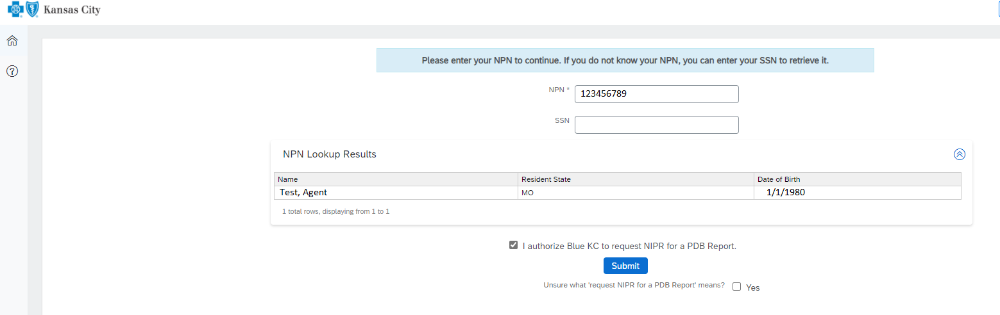 Kansas City
Please enter your NPN to continue. If you do not know your NPN, you can enter your SSN to retrieve it.
NPN * 123456789
SSN
NPN Lookup Results
Name Resident State Date of Birth
Test, Agent MO 1/1/1980
1 total rows, displaying from 1 to 1
I authorize Blue KC to request NIPR for a PDB Report.
Submit
Unsure what 'request NIPR for a PDB Report' means? Yes